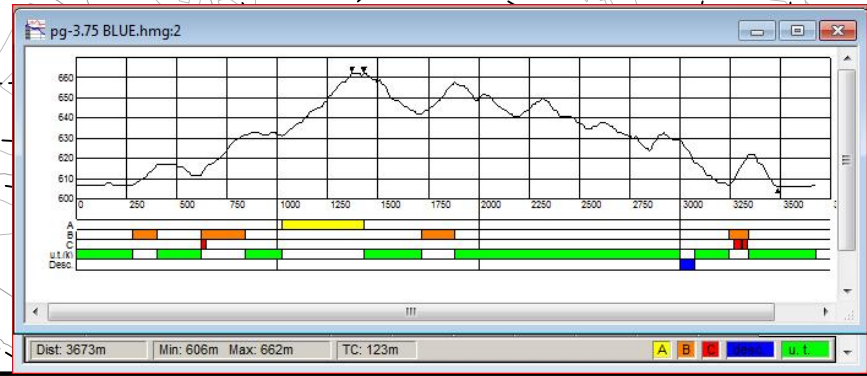 pg-3.75 BLUE.hmg:2
660
650
640
630
620
610
600
0 250 500 750 1000 1250 1500 1750 2000 2250 2500 2750 3000 3250 3500
A
B
C
u.t.(k)
Desc.
Dist: 3673m Min: 606m Max: 662m TC: 123m A B C desc. u. t.